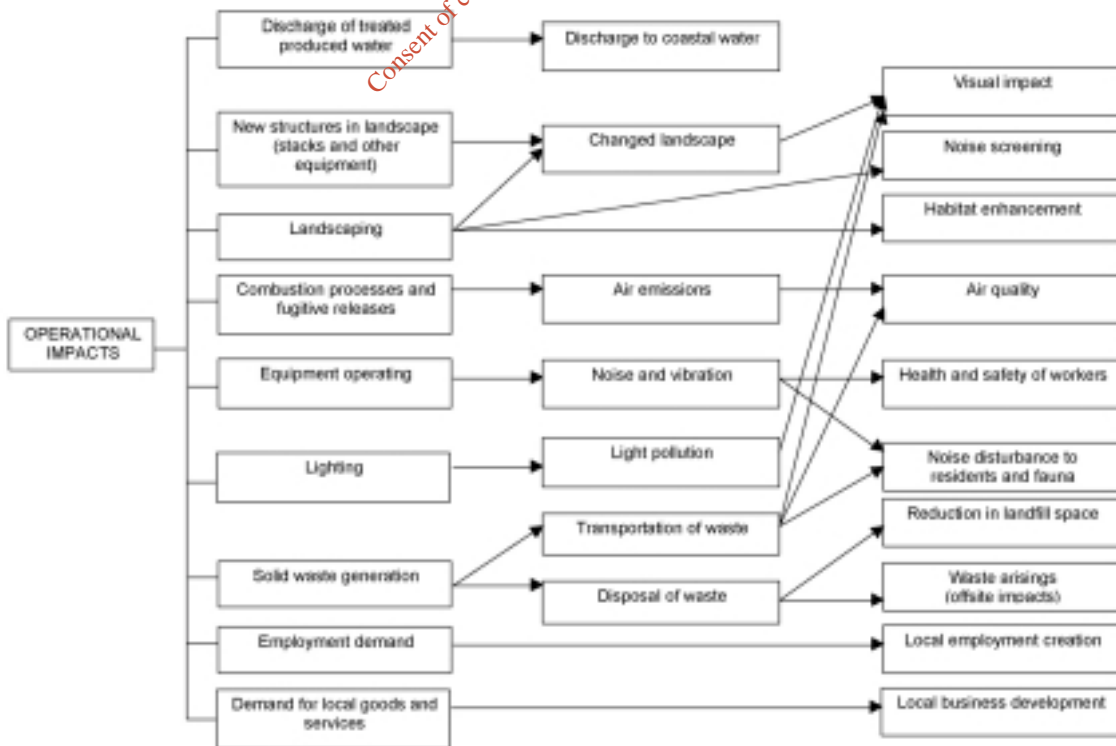 Consent of
OPERATIONAL
IMPACTS
Discharge of treated
produced water
New structures in landscape
(stacks and other
equipment)
Landscaping
Combustion processes and
fugitive releases
Equipment operating
Lighting
Solid waste generation
Employment demand
Demand for local goods and
services
Discharge to coastal water
Changed landscape
Air emissions
Noise and vibration
Light pollution
Transportation of waste
Disposal of waste
Visual impact
Noise screening
Habitat enhancement
Air quality
Health and safety of workers
Noise disturbance to
residents and fauna
Reduction in landfill space
Waste arisings
(offsite impacts)
Local employment creation
Local business development